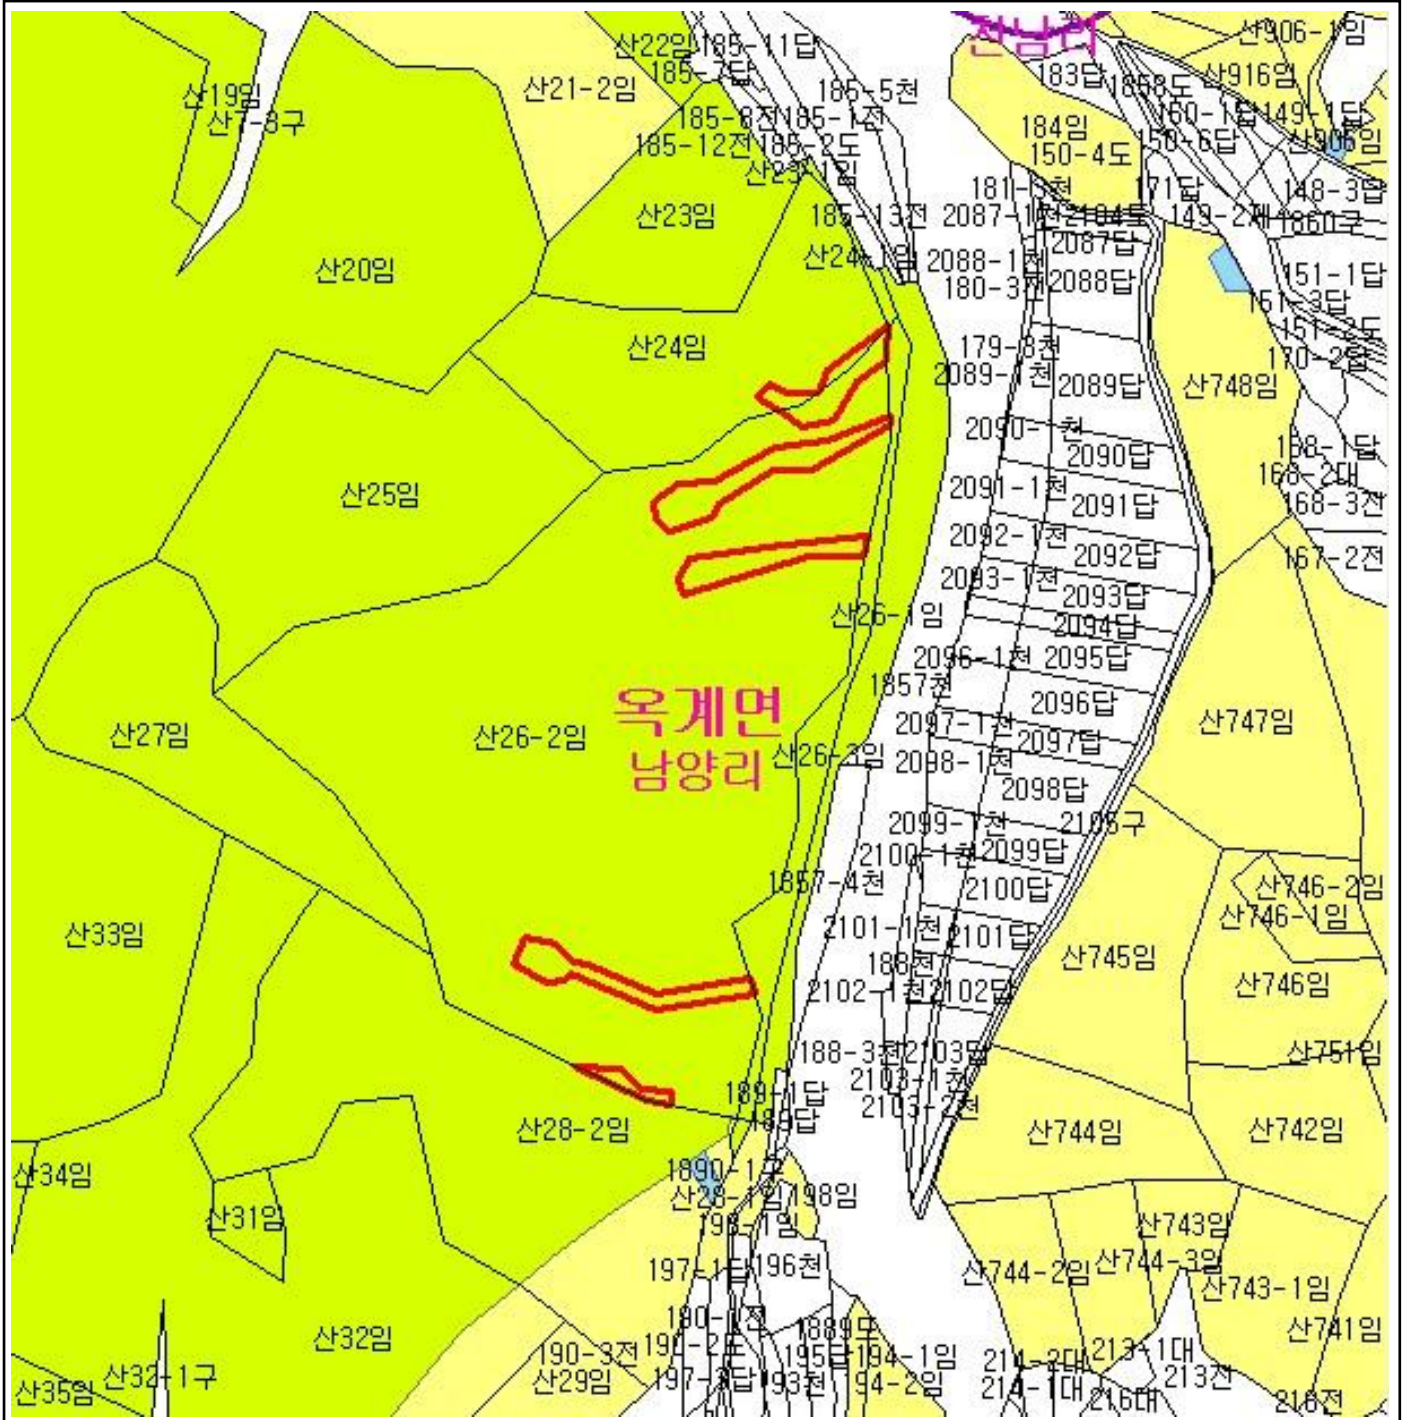 산22임
185-11답
산906-1임
185-7답
183답
1858도
산916임
산19임
산21-2임
185-5천
산7-8구
185-8전
185-1전
184임
160-1답
149-1답
185-12전
185-2도
150-4도
150-6답
산905임
산23-1임
181-3천
171답
148-3답
산23임
185-13전
2104도
1860구
2087답
산20임
산24-1임
2088답
151-1답
151-3답
151-2도
산24임
179-3천
2089-1천
2089답
산748임
170-2답
2090-1천
2090답
168-1답
168-2대
산25임
2091-1천
2091답
168-3전
2092-1천
2092답
167-2전
2093-1천
2093답
산26-1임
2094답
2096-1천
2095답
1857천
2096답
옥계면
산27임
산26-2임
2097-1천
2097답
산747임
남양리
산26-3임
2098-1천
2098답
2099-1천
2105구
2100-1천
2099답
1857-4천
2100답
산746-2임
산746-1임
산33임
2101-1천
2101답
산745임
188천
2102-1천
2102답
산746임
188-3천
2103답
산751임
2103-1천
189-1답
2103-2천
189답
산28-2임
산744임
산742임
산34임
1890-1구
산28-1임
198임
산31임
198-1임
산743임
197-1답
196천
산744-2임
산744-3임
산743-1임
산32임
산741임
190-3전
195답
194-1임
214-2대
213-1대
213전
산35임
산32-1구
산29임
197-3답
193천
214-1대
216대
218전